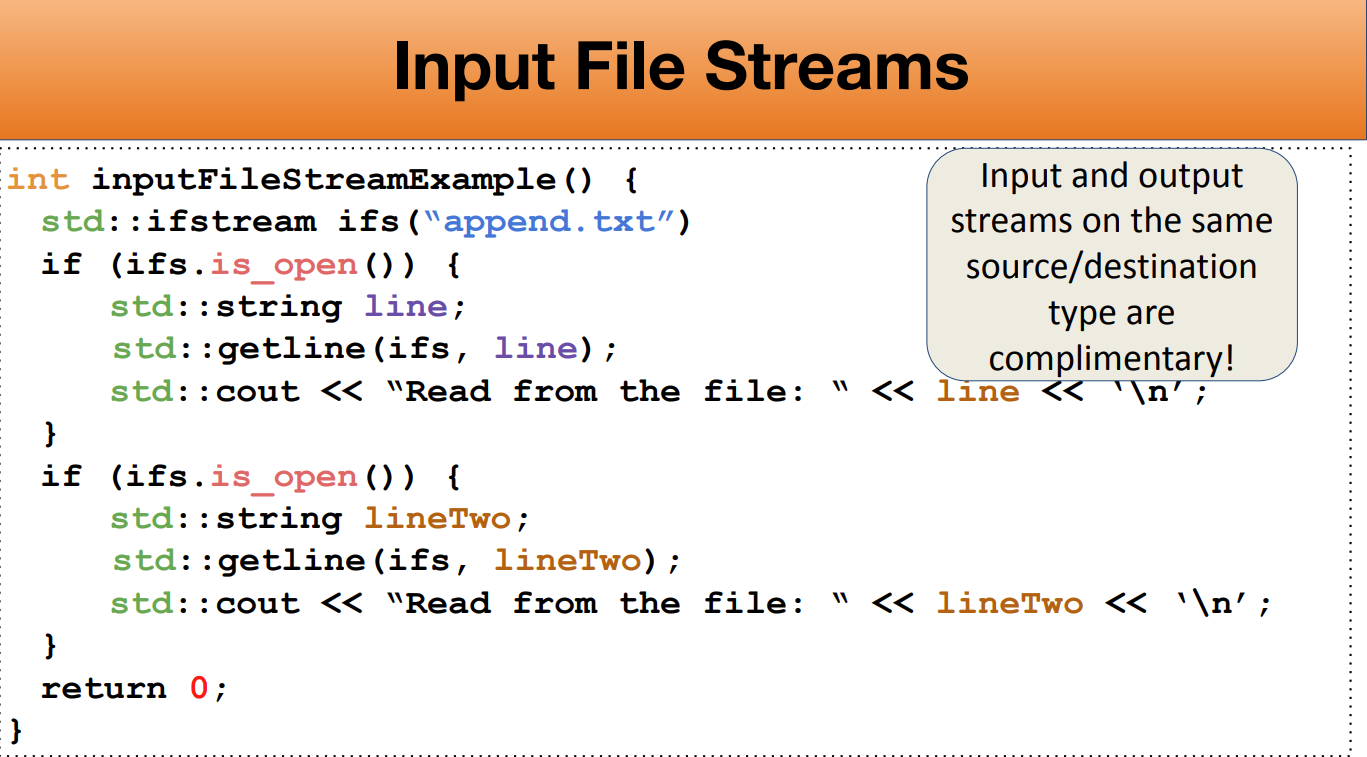 Input File Streams
int inputFileStreamExample() {
std::ifstream ifs(“append.txt”)
if (ifs.is_open()) {
std::string line;
std::getline(ifs, line);
std::cout << “Read from the file: “ << line << ‘\n’;
}
if (ifs.is_open()) {
std::string lineTwo;
std::getline(ifs, lineTwo);
std::cout << “Read from the file: “ << lineTwo << ‘\n’;
}
return 0;
}
Input and output
streams on the same
source/destination
type are
complimentary!